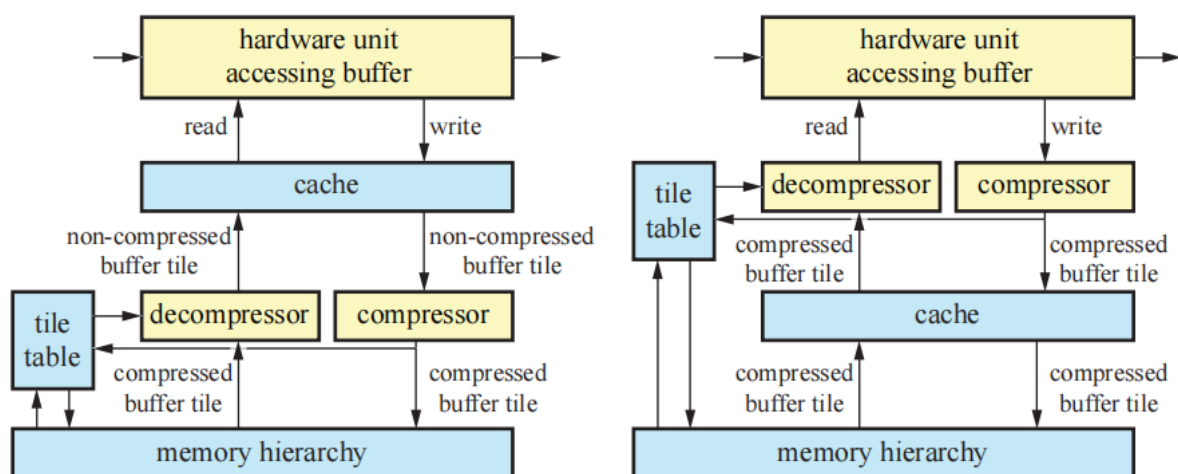 hardware unit
accessing buffer
read
write
cache
non-compressed
buffer tile
non-compressed
buffer tile
tile
table
decompressor
compressor
compressed
buffer tile
compressed
buffer tile
memory hierarchy
hardware unit
accessing buffer
read
write
tile
table
decompressor
compressor
compressed
buffer tile
compressed
buffer tile
cache
compressed
buffer tile
compressed
buffer tile
memory hierarchy